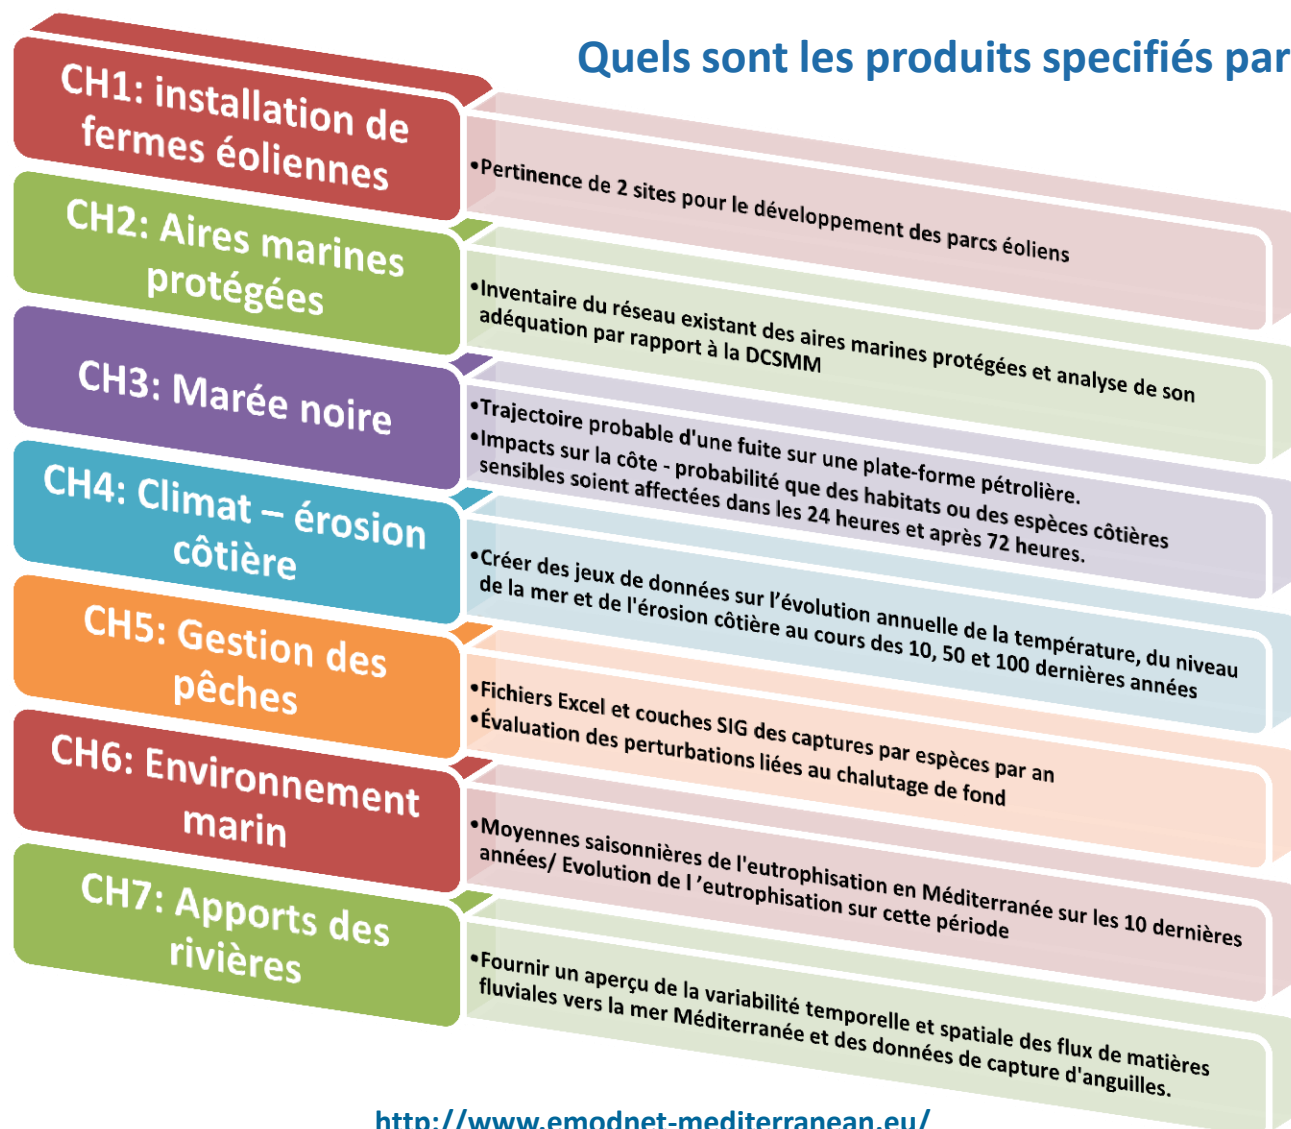 Quels sont les produits specifiés par
CH1: installation de
fermes éoliennes
•Pertinence de 2 sites pour le développement des parcs éoliens
CH2: Aires marines
protégées
•Inventaire du réseau existant des aires marines protégées et analyse de son
adéquation par rapport à la DCSMM
CH3: Marée noire
•Trajectoire probable d'une fuite sur une plate-forme pétrolière.
•Impacts sur la côte - probabilité que des habitats ou des espèces côtières
sensibles soient affectées dans les 24 heures et après 72 heures.
CH4: Climat – érosion
côtière
•Créer des jeux de données sur l’évolution annuelle de la température, du niveau
de la mer et de l'érosion côtière au cours des 10, 50 et 100 dernières années
CH5: Gestion des
pêches
•Fichiers Excel et couches SIG des captures par espèces par an
•Évaluation des perturbations liées au chalutage de fond
CH6: Environnement
marin
•Moyennes saisonnières de l'eutrophisation en Méditerranée sur les 10 dernières
années/ Evolution de l ’eutrophisation sur cette période
CH7: Apports des
rivières
•Fournir un aperçu de la variabilité temporelle et spatiale des flux de matières
fluviales vers la mer Méditerranée et des données de capture d'anguilles.
http://www.emodnet-mediterranean.eu/